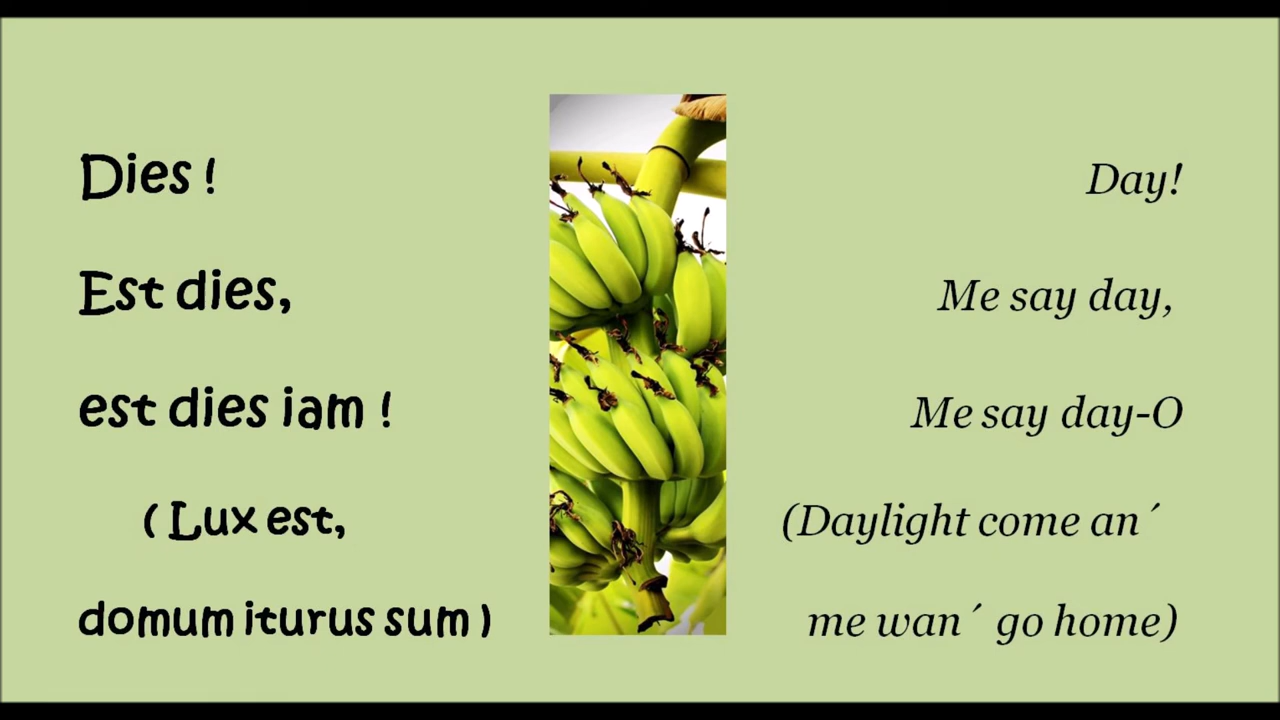 Dies !
Est dies,
est dies iam !
( Lux est,
domum iturus sum )
Day!
Me say day,
Me say day-O
(Daylight come an´
me wan´ go home)